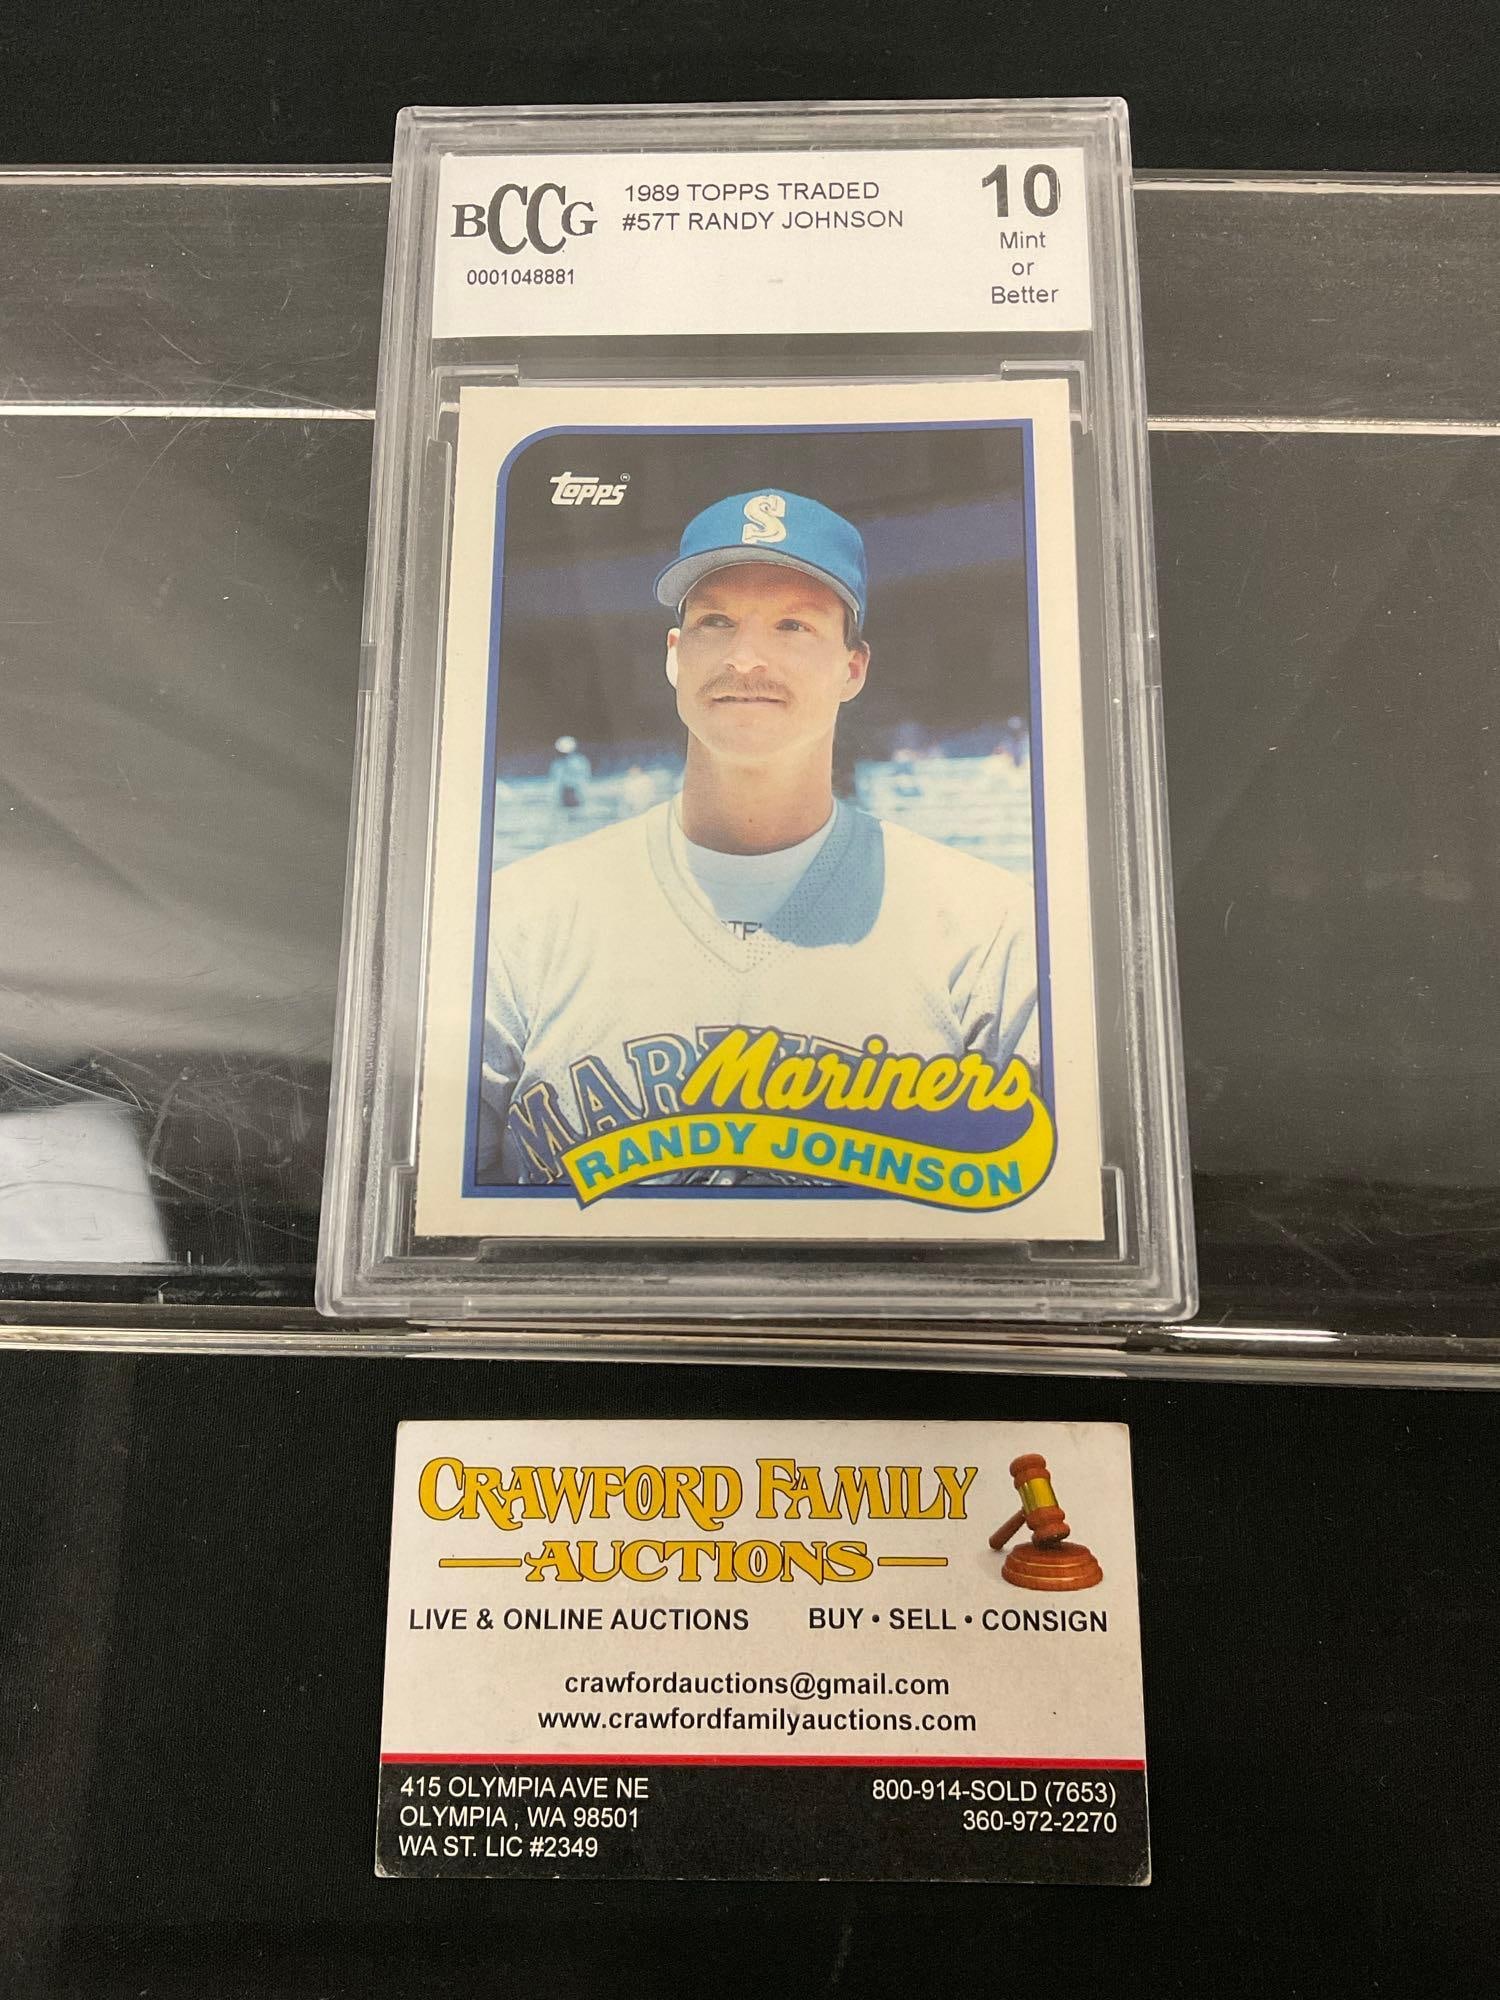 BCCG
0001048881
1989 TOPPS TRADED
#57T RANDY JOHNSON
10
Mint
or
Better
Topps
S
Mariners
RANDY JOHNSON
CRAWFORD FAMILY
AUCTIONS
LIVE & ONLINE AUCTIONS BUY • SELL • CONSIGN
crawfordauctions@gmail.com
www.crawfordfamilyauctions.com
415 OLYMPIA AVE NE
OLYMPIA , WA 98501
WA ST. LIC #2349
800-914-SOLD (7653)
360-972-2270